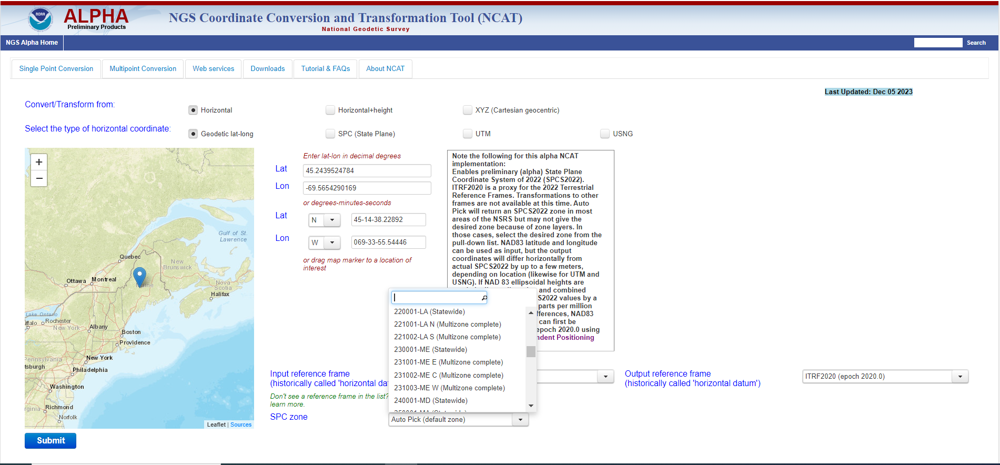 NOAA
ALPHA
Preliminary Products
NGS Coordinate Conversion and Transformation Tool (NCAT)
National Geodetic Survey
NGS Alpha Home
Search
Single Point Conversion
Multipoint Conversion
Web services
Downloads
Tutorial & FAQs
About NCAT
Last Updated: Dec 05 2023
Convert/Transform from:
Horizontal
Horizontal+height
XYZ (Cartesian geocentric)
Select the type of horizontal coordinate:
Geodetic lat-long
SPC (State Plane)
UTM
USNG
+
−
Gulf of St.
Lawrence
Quebec
New
Brunswick
Ottawa
Montreal
Maine
Nova
Scotia
Halifax
Lake Ontario
Rochester
ffalo
New York
Albany
Boston
Providence
Pennsylvania
New York
tsburgh
Philadelphia
Washington
Richmond
rginia
Norfolk
Leaflet | Sources
Submit
Enter lat-lon in decimal degrees
Lat
45.2439524784
Lon
-69.5654290169
or degrees-minutes-seconds
Lat
N
45-14-38.22892
Lon
W
069-33-55.54446
or drag map marker to a location of
interest
Note the following for this alpha NCAT
implementation:
Enables preliminary (alpha) State Plane
Coordinate System of 2022 (SPCS2022).
ITRF2020 is a proxy for the 2022 Terrestrial
Reference Frames. Transformations to other
frames are not available at this time. Auto
Pick will return an SPCS2022 zone in most
areas of the NSRS but may not give the
desired zone because of zone layers. In
those cases, select the desired zone from the
pull-down list. NAD83 latitude and longitude
can be used as input, but the output
coordinates will differ horizontally from
actual SPCS2022 by up to a few meters,
depending on location (likewise for UTM and
USNG). If NAD 83 ellipsoidal heights are
and combined
S2022 values by a
parts per million
fferences, NAD83
can first be
epoch 2020.0 using
ndent Positioning
220001-LA (Statewide)
221001-LA N (Multizone complete)
221002-LA S (Multizone complete)
230001-ME (Statewide)
231001-ME E (Multizone complete)
231002-ME C (Multizone complete)
231003-ME W (Multizone complete)
240001-MD (Statewide)
250001-MA (Statewide)
Input reference frame
(historically called 'horizontal da
Don't see a reference frame in the list?
learn more.
SPC zone
Auto Pick (default zone)
Output reference frame
(historically called 'horizontal datum')
ITRF2020 (epoch 2020.0)